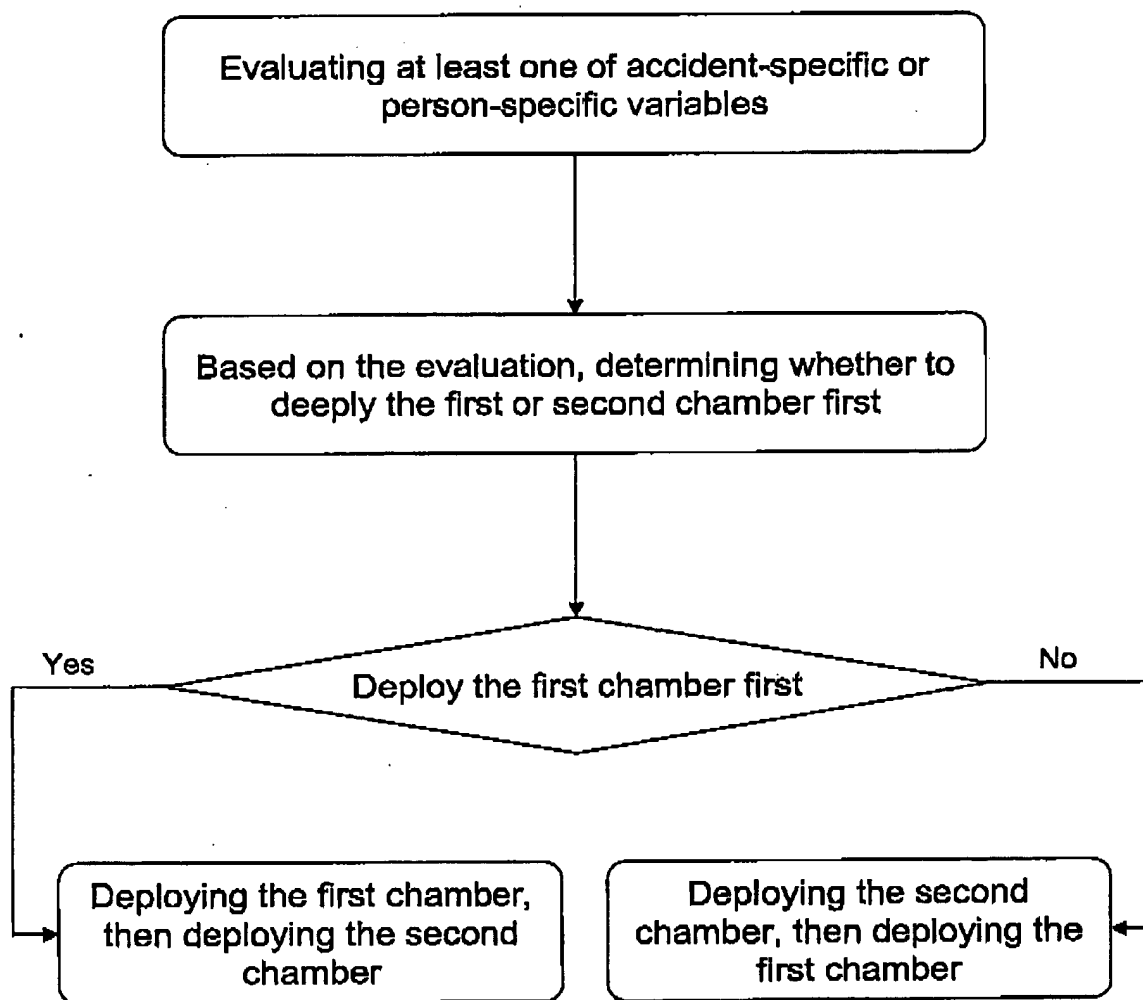 Evaluating at least one of accident-specific or
person-specific variables
Based on the evaluation, determining whether to
deeply the first or second chamber first
Yes
Deploy the first chamber first
No
Deploying the first chamber,
then deploying the second
chamber
Deploying the second
chamber, then deploying the
first chamber